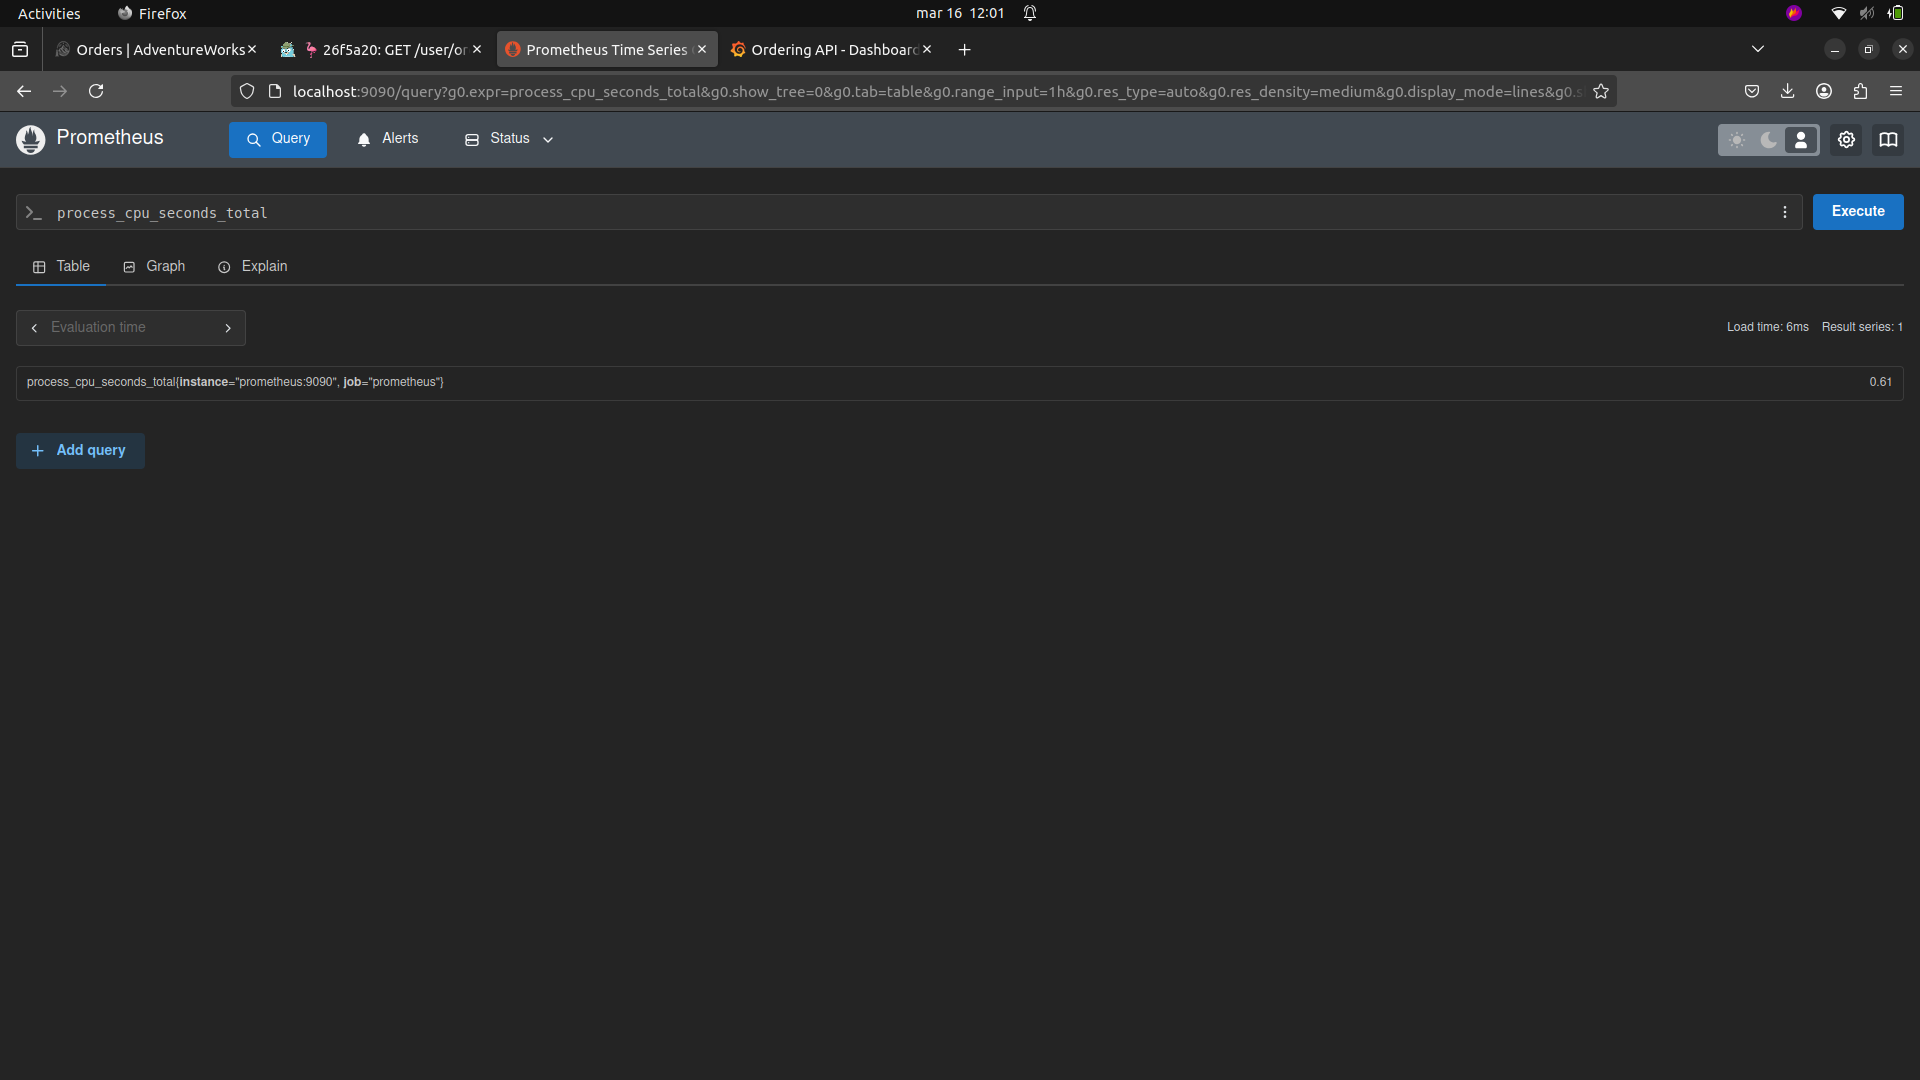 Activities Firefox mar 16 12:01
Orders | AdventureWorks 26f5a20: GET /user/or Prometheus Time Series Ordering API - Dashboard
localhost:9090/query?g0.expr=process_cpu_seconds_total&g0.show_tree=0&g0.tab=table&g0.range_input=1h&g0.res_type=auto&g0.res_density=medium&g0.display_mode=lines&g0.s
Prometheus Query Alerts Status
>_ process_cpu_seconds_total Execute
Table Graph Explain
Evaluation time Load time: 6ms Result series: 1
process_cpu_seconds_total{instance="prometheus:9090", job="prometheus"} 0.61
+ Add query